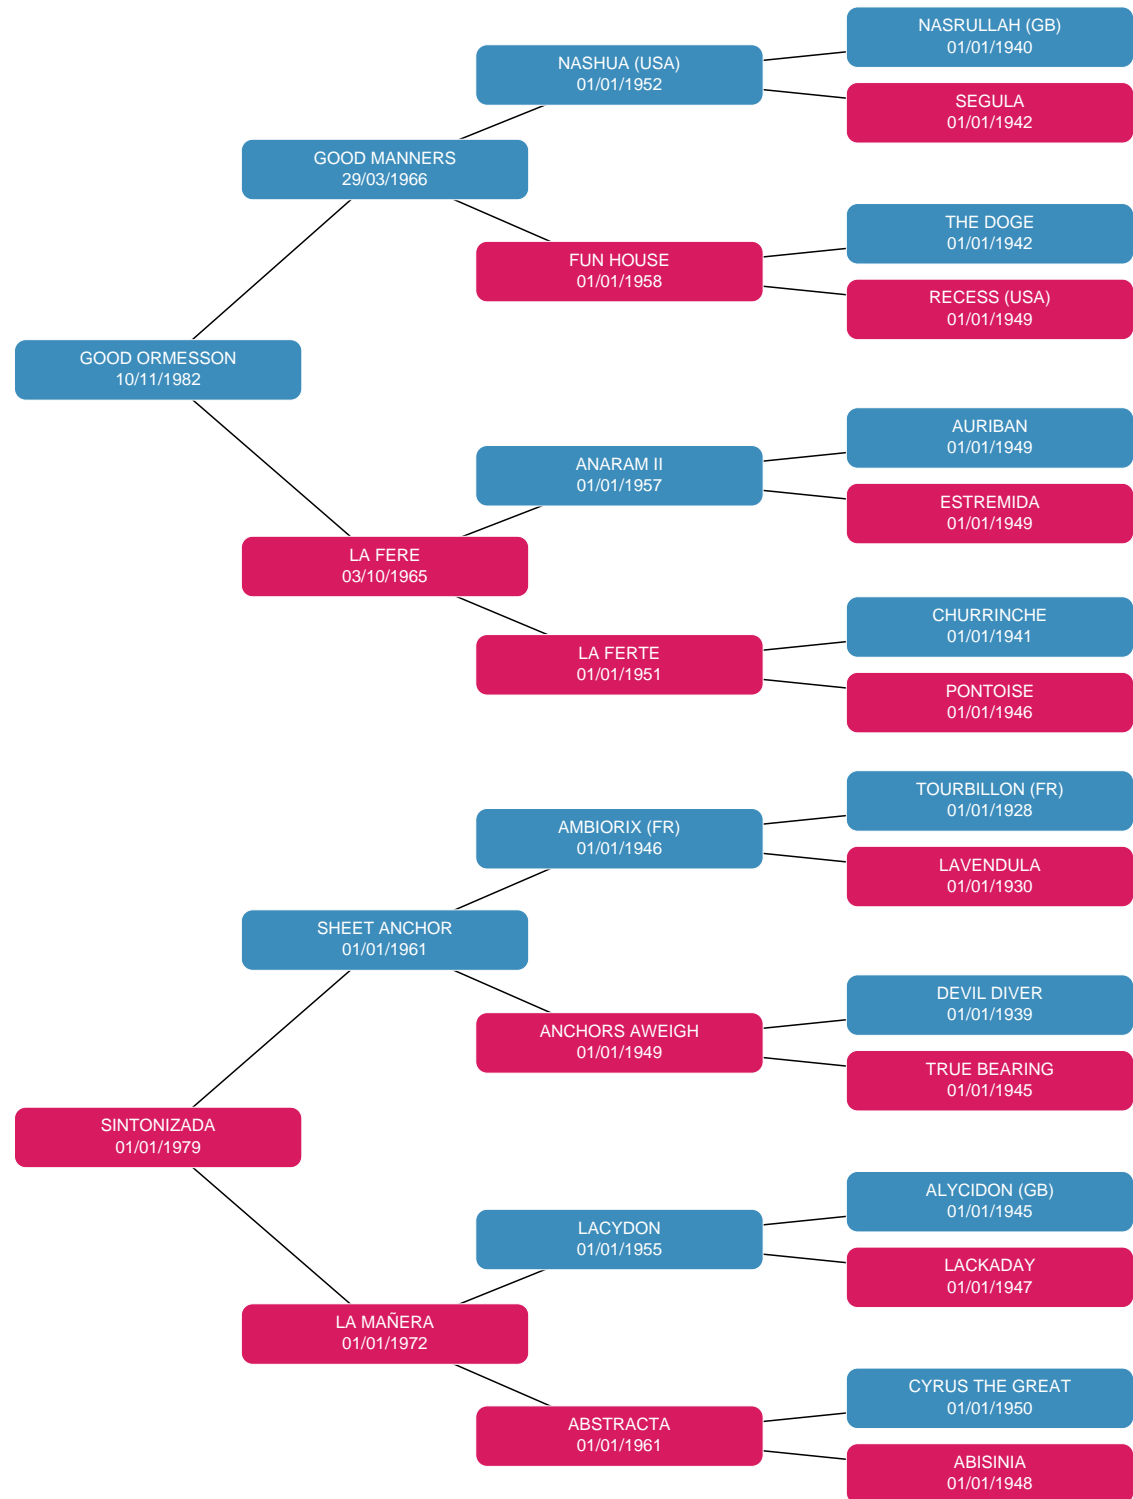 NASRULLAH (GB)
01/01/1940
NASHUA (USA)
01/01/1952
SEGULA
01/01/1942
GOOD MANNERS
29/03/1966
THE DOGE
01/01/1942
FUN HOUSE
01/01/1958
RECESS (USA)
01/01/1949
GOOD ORMESSON
10/11/1982
AURIBAN
01/01/1949
ANARAM II
01/01/1957
ESTREMIDA
01/01/1949
LA FERE
03/10/1965
CHURRINCHE
01/01/1941
LA FERTE
01/01/1951
PONTOISE
01/01/1946
TOURBILLON (FR)
01/01/1928
AMBIORIX (FR)
01/01/1946
LAVENDULA
01/01/1930
SHEET ANCHOR
01/01/1961
DEVIL DIVER
01/01/1939
ANCHORS AWEIGH
01/01/1949
TRUE BEARING
01/01/1945
SINTONIZADA
01/01/1979
ALYCIDON (GB)
01/01/1945
LACYDON
01/01/1955
LACKADAY
01/01/1947
LA MAÑERA
01/01/1972
CYRUS THE GREAT
01/01/1950
ABSTRACTA
01/01/1961
ABISINIA
01/01/1948